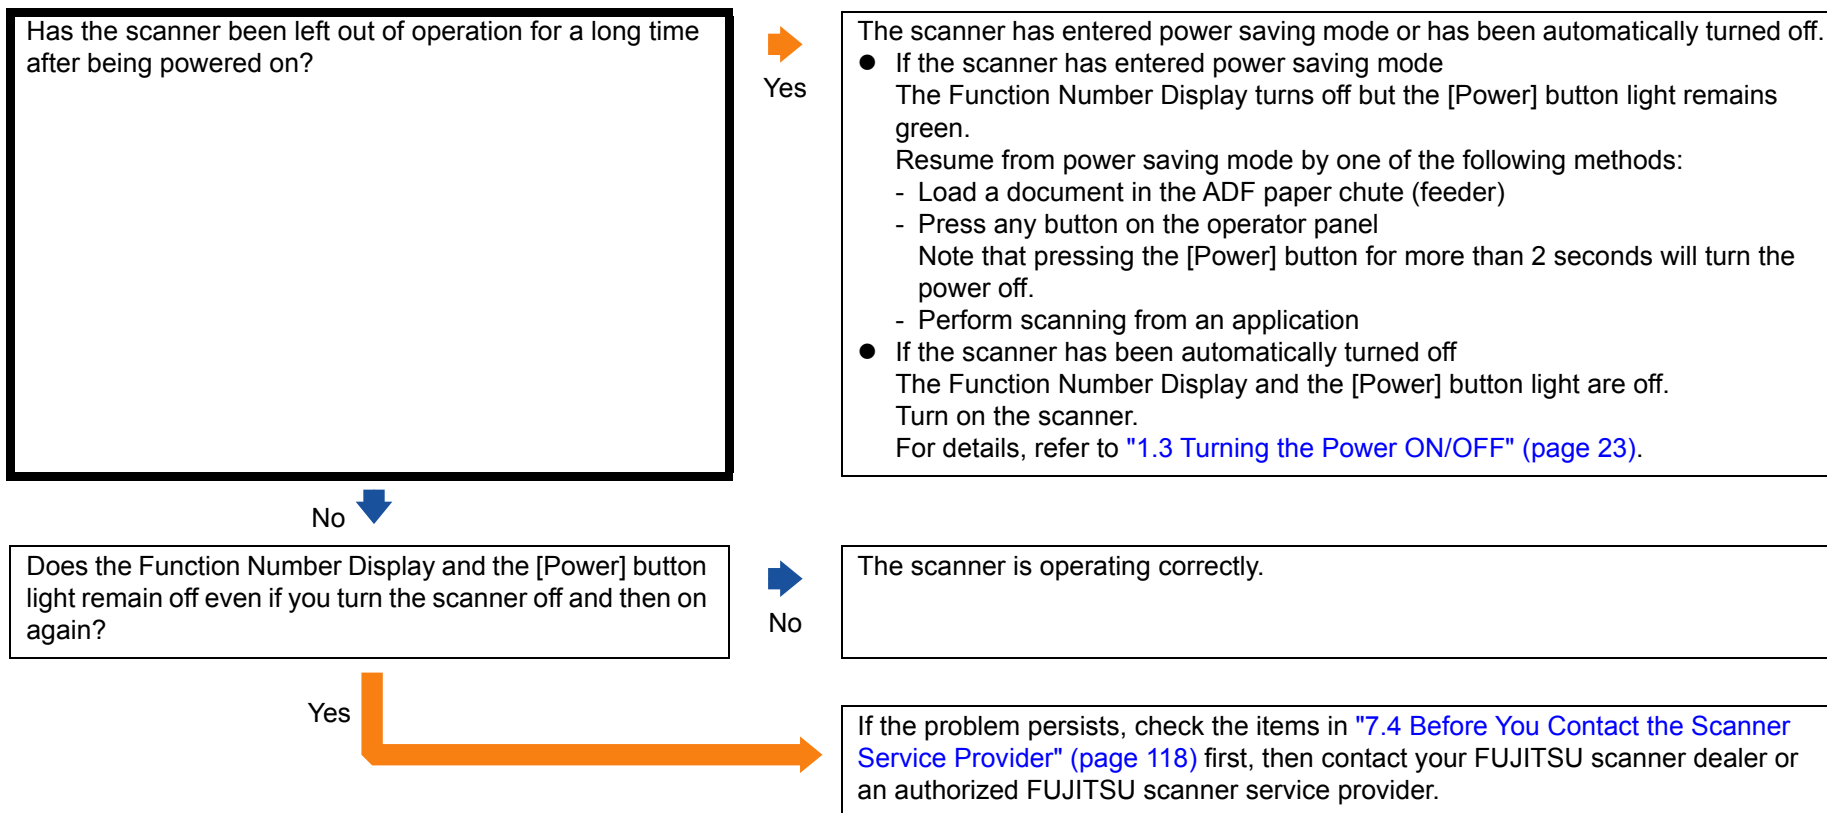 Has the scanner been left out of operation for a long time
after being powered on?
Yes
The scanner has entered power saving mode or has been automatically turned off.
● If the scanner has entered power saving mode
The Function Number Display turns off but the [Power] button light remains
green.
Resume from power saving mode by one of the following methods:
- Load a document in the ADF paper chute (feeder)
- Press any button on the operator panel
Note that pressing the [Power] button for more than 2 seconds will turn the
power off.
- Perform scanning from an application
● If the scanner has been automatically turned off
The Function Number Display and the [Power] button light are off.
Turn on the scanner.
For details, refer to "1.3 Turning the Power ON/OFF" (page 23).
No
Does the Function Number Display and the [Power] button
light remain off even if you turn the scanner off and then on
again?
No
The scanner is operating correctly.
Yes
If the problem persists, check the items in "7.4 Before You Contact the Scanner
Service Provider" (page 118) first, then contact your FUJITSU scanner dealer or
an authorized FUJITSU scanner service provider.